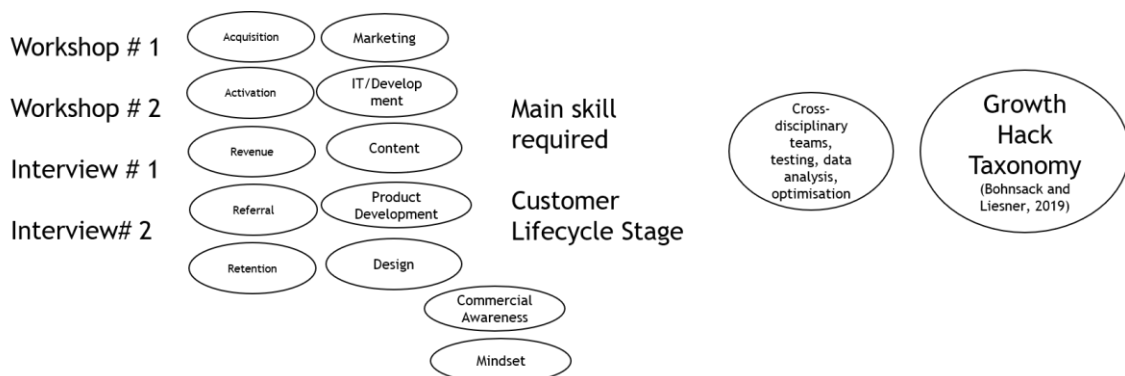 Workshop # 1
Workshop # 2
Interview # 1
Interview# 2
Acquisition
Activation
Revenue
Referral
Retention
Marketing
IT/Develop
ment
Content
Product
Development
Design
Commercial
Awareness
Mindset
Main skill
required
Customer
Lifecycle Stage
Cross-
disciplinary
teams,
testing, data
analysis,
optimisation
Growth
Hack
Taxonomy
(Bohnsack and
Liesner, 2019)